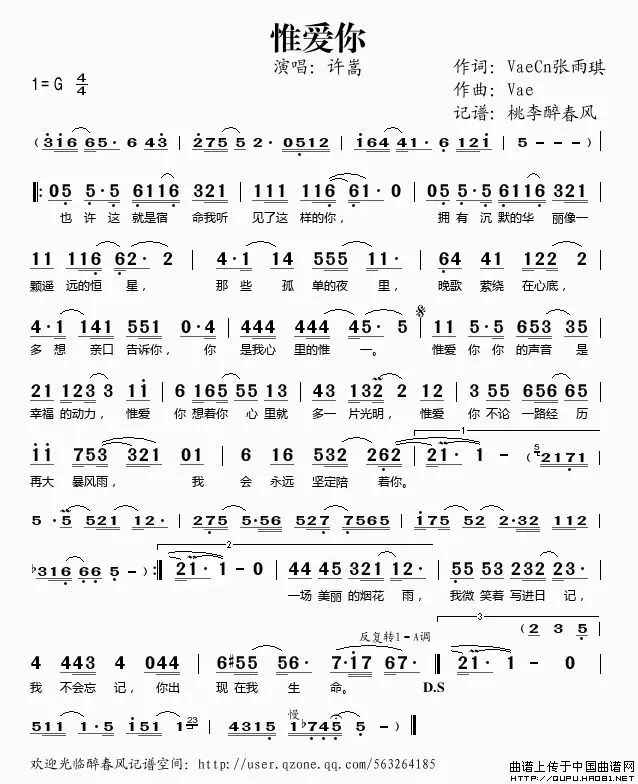 惟爱你
演唱：许嵩
作词：VaeCn张雨琪
1=G 4/4
作曲：Vae
记谱：桃李醉春风
(3i6 65· 6 43 | 275 5 2· 0512 | i64 41· 6 12i | 5 - - - )
05 5·5 6116 321 | 111 116 61·0 | 05 5·5 6116 321
也 许 这 就是宿 命我听 见了这 样的你， 拥 有 沉 默的华 丽像一
11 116 62· 2 | 4·1 14 555 11· | 64 41 122 2
颗遥 远的恒 星， 那 些 孤 单的夜 里， 晚歌 萦绕 在心底，
4·1 141 551 0·4 | 444 444 45· 5 | 11 5·5 653 35
多 想 亲口 告诉你， 你 是我心 里的惟 一。 惟爱 你 你 的声音 是
21 123 3 1i | 6 165 55 13 | 43 132 2 12 | 3 55 656 65
幸福 的动力， 惟爱 你 想着你 心 里就 多一 片光明， 惟爱 你 不论 一路经 历
ii 753 321 01 | 6 16 532 262 | 21· 1 - (5 2171
再大 暴风雨， 我 会 永远 坚定陪 着你。
5 · 5 521 12· | 275 5·56 527 7565 | i75 52 2·32 112
♭3166 65 - ) :‖ 21· 1 - 0 | 44 45 321 12· | 55 53 232 23·
一场 美丽 的烟花 雨， 我微 笑着 写进日 记，
反复转1=A调
(2 3 5)
4 443 4 044 | 6#55 56· 7·17 67· ‖ 21· 1 - 0
我 不会忘 记， 你出 现 在我 生 命。 D.S
慢
511 1·5 i51 1 23 | 4315 1♭745 5 - ‖
欢迎光临醉春风记谱空间：http://user.qzone.qq.com/563264185
曲谱上传于中国曲谱网
http://QUPU.HAO81.NET